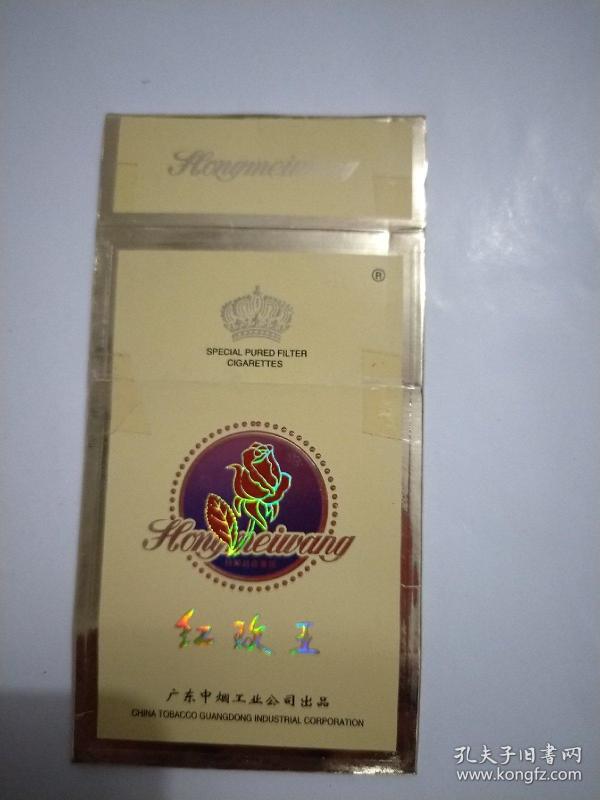 Hongmeiwang
®
SPECIAL PURED FILTER
CIGARETTES
Hongmeiwang
红玫王
广东中烟工业公司出品
CHINA TOBACCO GUANGDONG INDUSTRIAL CORPORATION
孔夫子旧书网
www.kongfz.com